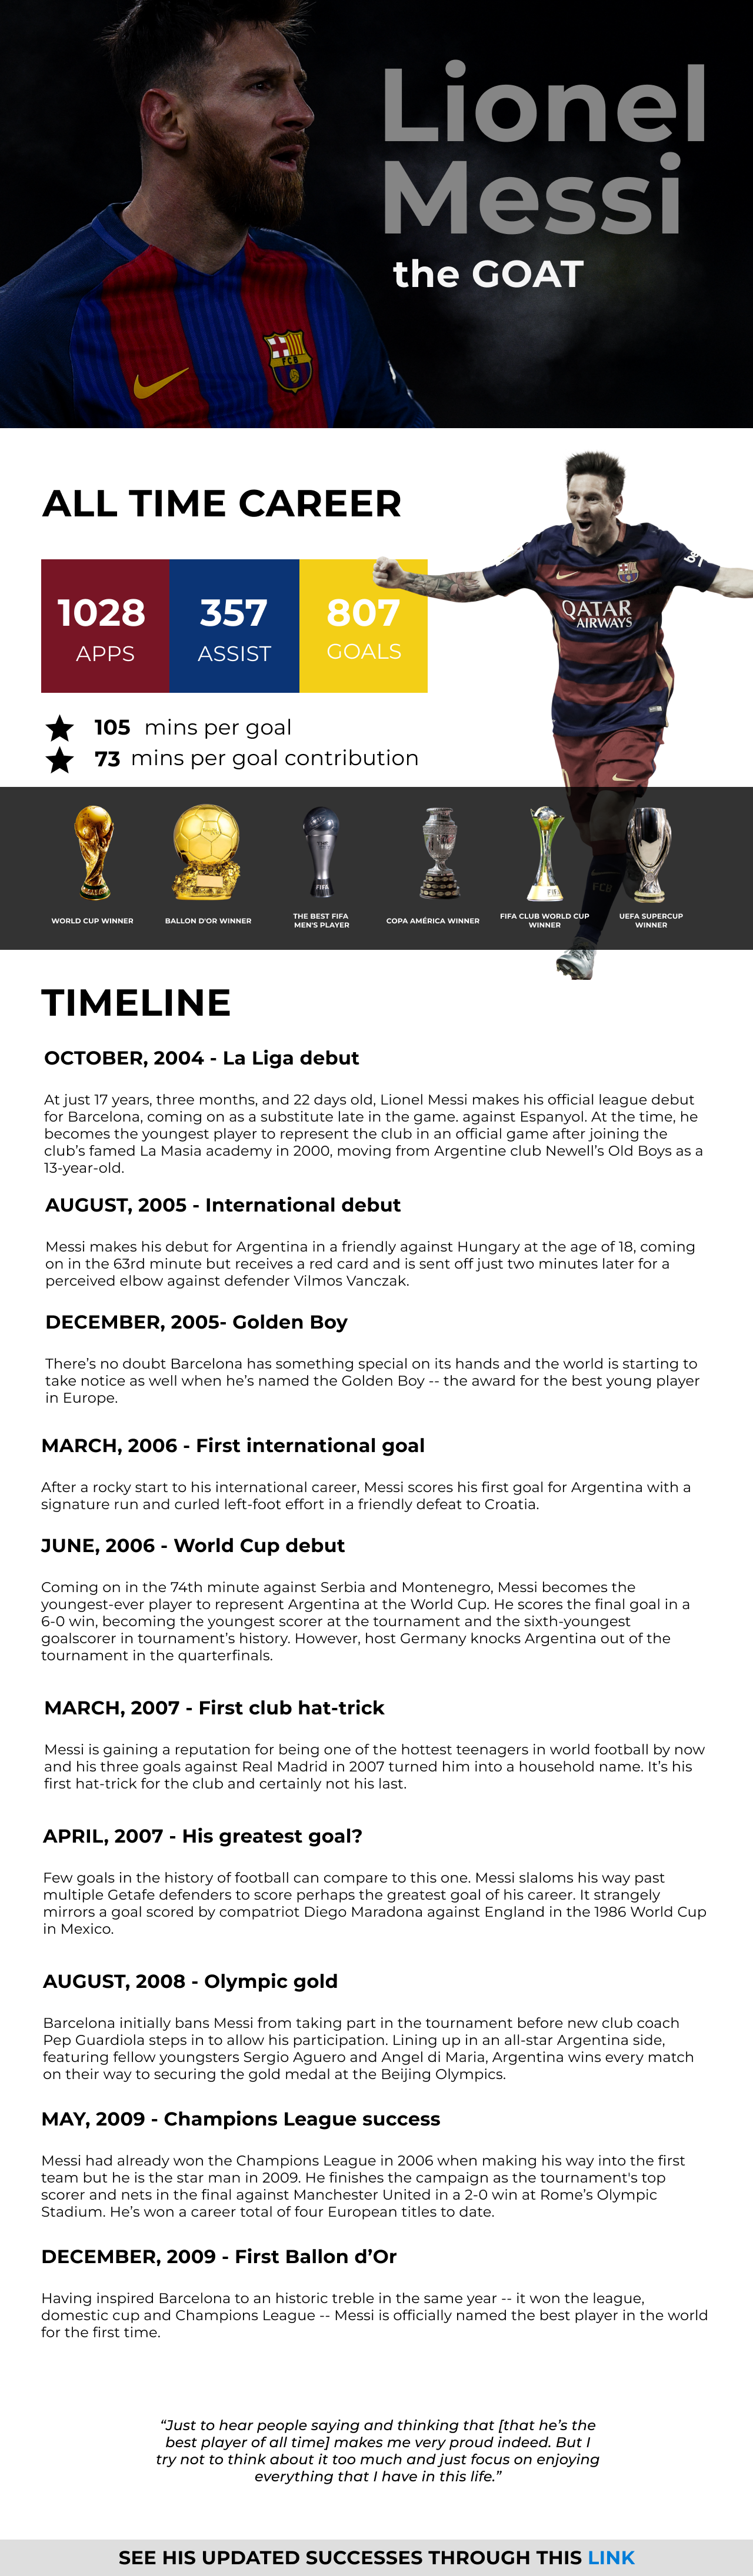 Lionel
Messi
the GOAT
FCB
ALL TIME CAREER
1028
APPS
357
ASSIST
807
GOALS
QATAR
AIRWAYS
105 mins per goal
73 mins per goal contribution
FIFA
FIFA
FCB
WORLD CUP WINNER
BALLON D'OR WINNER
THE BEST FIFA
MEN'S PLAYER
COPA AMÉRICA WINNER
FIFA CLUB WORLD CUP
WINNER
UEFA SUPERCUP
WINNER
TIMELINE
OCTOBER, 2004 - La Liga debut
At just 17 years, three months, and 22 days old, Lionel Messi makes his official league debut
for Barcelona, coming on as a substitute late in the game. against Espanyol. At the time, he
becomes the youngest player to represent the club in an official game after joining the
club’s famed La Masia academy in 2000, moving from Argentine club Newell’s Old Boys as a
13-year-old.
AUGUST, 2005 - International debut
Messi makes his debut for Argentina in a friendly against Hungary at the age of 18, coming
on in the 63rd minute but receives a red card and is sent off just two minutes later for a
perceived elbow against defender Vilmos Vanczak.
DECEMBER, 2005- Golden Boy
There’s no doubt Barcelona has something special on its hands and the world is starting to
take notice as well when he’s named the Golden Boy -- the award for the best young player
in Europe.
MARCH, 2006 - First international goal
After a rocky start to his international career, Messi scores his first goal for Argentina with a
signature run and curled left-foot effort in a friendly defeat to Croatia.
JUNE, 2006 - World Cup debut
Coming on in the 74th minute against Serbia and Montenegro, Messi becomes the
youngest-ever player to represent Argentina at the World Cup. He scores the final goal in a
6-0 win, becoming the youngest scorer at the tournament and the sixth-youngest
goalscorer in tournament’s history. However, host Germany knocks Argentina out of the
tournament in the quarterfinals.
MARCH, 2007 - First club hat-trick
Messi is gaining a reputation for being one of the hottest teenagers in world football by now
and his three goals against Real Madrid in 2007 turned him into a household name. It’s his
first hat-trick for the club and certainly not his last.
APRIL, 2007 - His greatest goal?
Few goals in the history of football can compare to this one. Messi slaloms his way past
multiple Getafe defenders to score perhaps the greatest goal of his career. It strangely
mirrors a goal scored by compatriot Diego Maradona against England in the 1986 World Cup
in Mexico.
AUGUST, 2008 - Olympic gold
Barcelona initially bans Messi from taking part in the tournament before new club coach
Pep Guardiola steps in to allow his participation. Lining up in an all-star Argentina side,
featuring fellow youngsters Sergio Aguero and Angel di Maria, Argentina wins every match
on their way to securing the gold medal at the Beijing Olympics.
MAY, 2009 - Champions League success
Messi had already won the Champions League in 2006 when making his way into the first
team but he is the star man in 2009. He finishes the campaign as the tournament's top
scorer and nets in the final against Manchester United in a 2-0 win at Rome’s Olympic
Stadium. He’s won a career total of four European titles to date.
DECEMBER, 2009 - First Ballon d’Or
Having inspired Barcelona to an historic treble in the same year -- it won the league,
domestic cup and Champions League -- Messi is officially named the best player in the world
for the first time.
“Just to hear people saying and thinking that [that he’s the
best player of all time] makes me very proud indeed. But I
try not to think about it too much and just focus on enjoying
everything that I have in this life.”
SEE HIS UPDATED SUCCESSES THROUGH THIS LINK